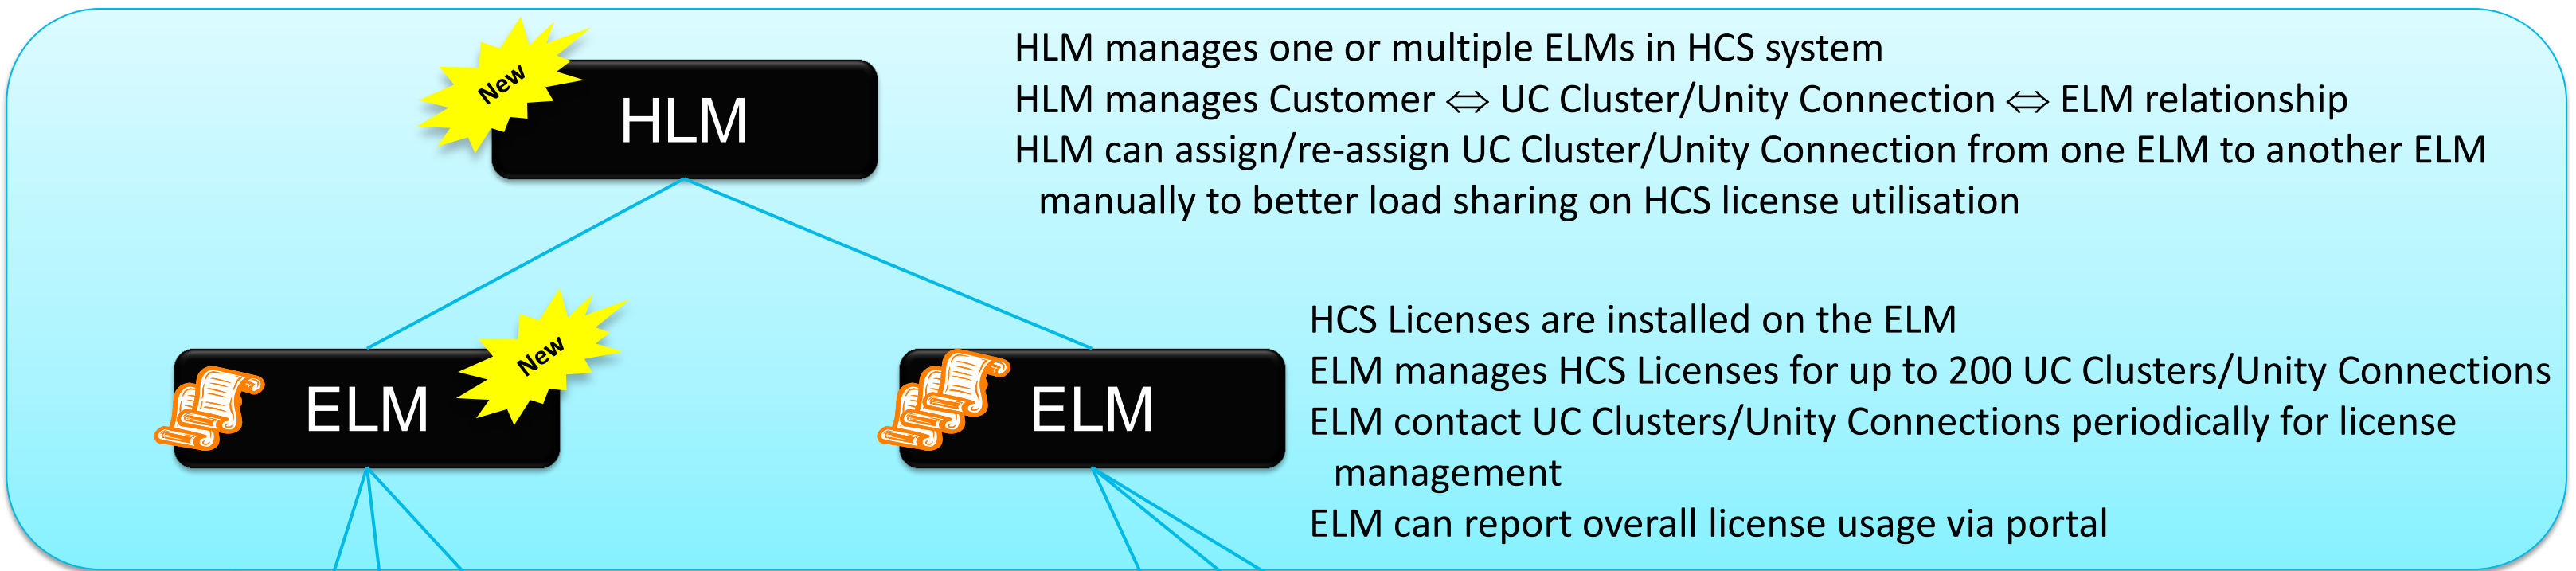 New
HLM
HLM manages one or multiple ELMs in HCS system
HLM manages Customer ⇔ UC Cluster/Unity Connection ⇔ ELM relationship
HLM can assign/re-assign UC Cluster/Unity Connection from one ELM to another ELM
manually to better load sharing on HCS license utilisation
ELM
New
ELM
HCS Licenses are installed on the ELM
ELM manages HCS Licenses for up to 200 UC Clusters/Unity Connections
ELM contact UC Clusters/Unity Connections periodically for license
management
ELM can report overall license usage via portal